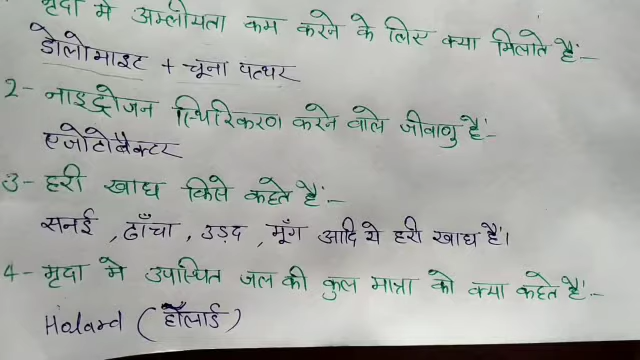 मृदा मे अम्लीयता कम करने के लिए क्या मिलाते हैं:-
डोलोमाइट + चूना पत्थर
2- नाइट्रोजन स्थिरिकरण करने वाले जीवाणु हैं:-
एजोटोबैक्टर
3- हरी खाद्य किसे कहते हैं:-
सनई , ढाँचा , उड़द , मूँग आदि ये हरी खाद्य हैं।
4- मृदा मे उपस्थित जल की कुल मात्रा को क्या कहते हैं:-
Holard ( हौलार्ड )